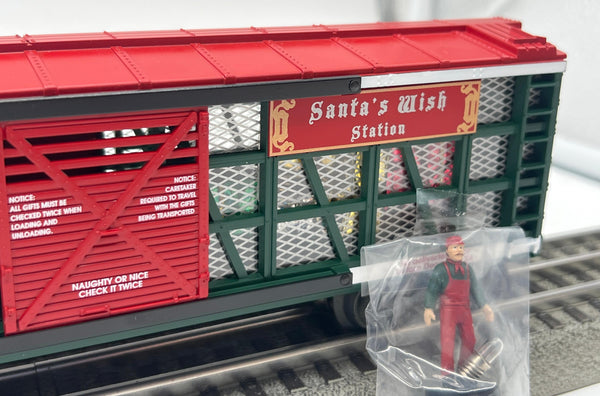 Santa's Wish
Station
NOTICE:
ALL GIFTS MUST BE
CHECKED TWICE WHEN
LOADING AND
UNLOADING.
NOTICE:
CARETAKER
REQUIRED TO TRAVEL
WITH THE GIFTS
BEING TRANSPORTED
NAUGHTY OR NICE
CHECK IT TWICE